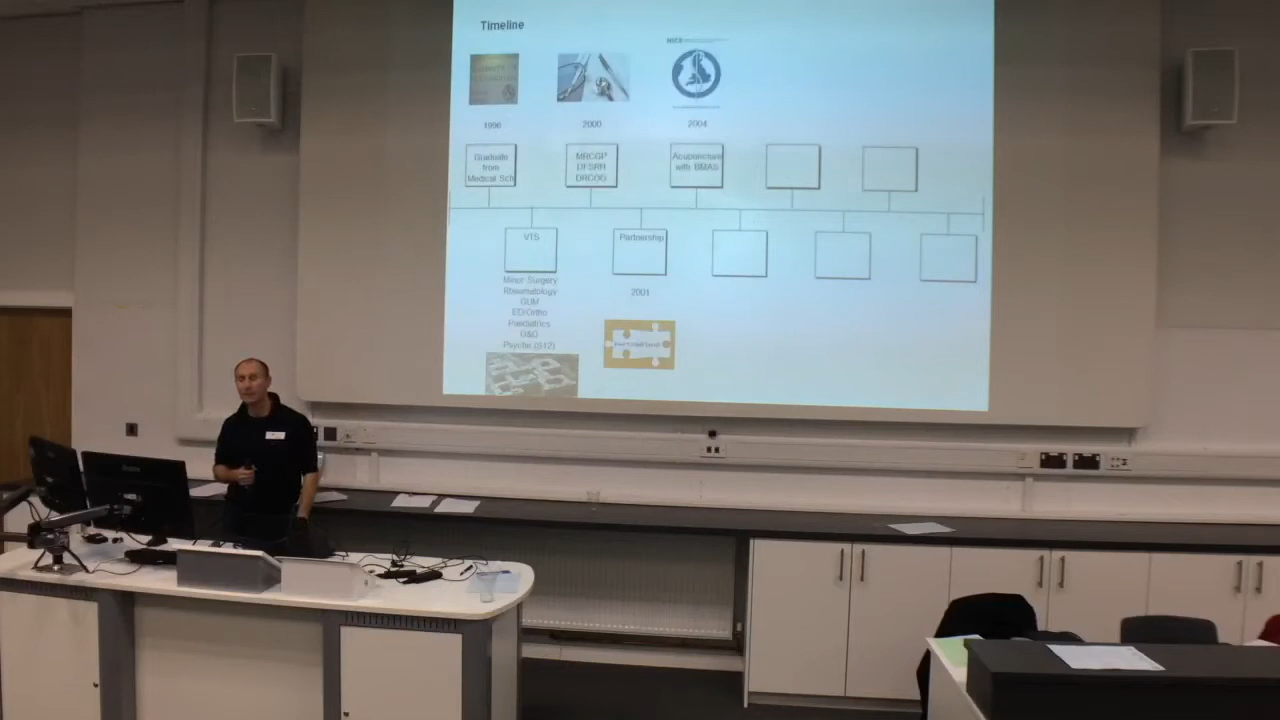 Timeline
1996
2000
2004
Graduate
from
Medical Sch
MRCGP
DFSRH
DRCOG
Acupuncture
with BMAS
VTS
Partnership
Minor Surgery
Rheumatology
GUM
ED/Ortho
Paediatrics
O&G
Psyche (S12)
2001